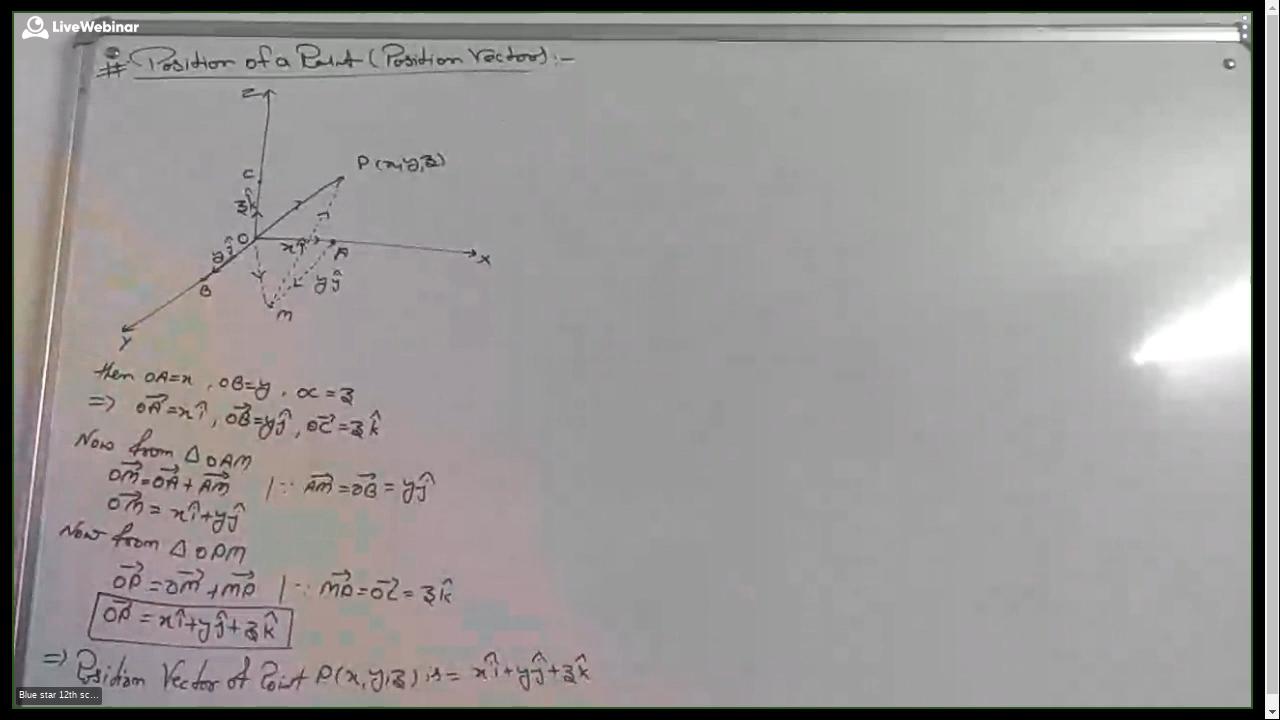 LiveWebinar
# Position of a Point (Position Vector) :-
Z
P(x,y,z)
C
zk̂
O
xî
A
X
yĵ
B
yĵ
M
Y
then OA=x , OB=y , OC=z
=> OA⃗=xî , OB⃗=yĵ , OC⃗=zk̂
Now from △OAM
OM⃗=OA⃗+AM⃗ | ∵ AM⃗=OB⃗=yĵ
OM⃗=xî+yĵ
Now from △OPM
OP⃗=OM⃗+MP⃗ | ∵ MP⃗=OC⃗=zk̂
OP⃗=xî+yĵ+zk̂
=> Position Vector of Point P(x,y,z) is= xî+yĵ+zk̂
Blue star 12th sc...